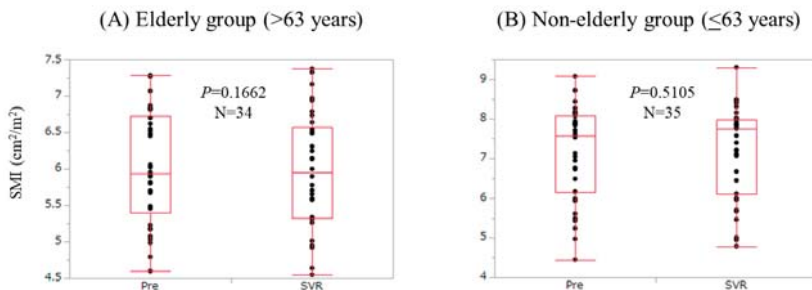 (A) Elderly group (>63 years)
(B) Non-elderly group (≤63 years)
SMI (cm²/m²)
7.5
7
6.5
6
5.5
5
4.5
P=0.1662
N=34
Pre
SVR
9
8
7
6
5
4
P=0.5105
N=35
Pre
SVR